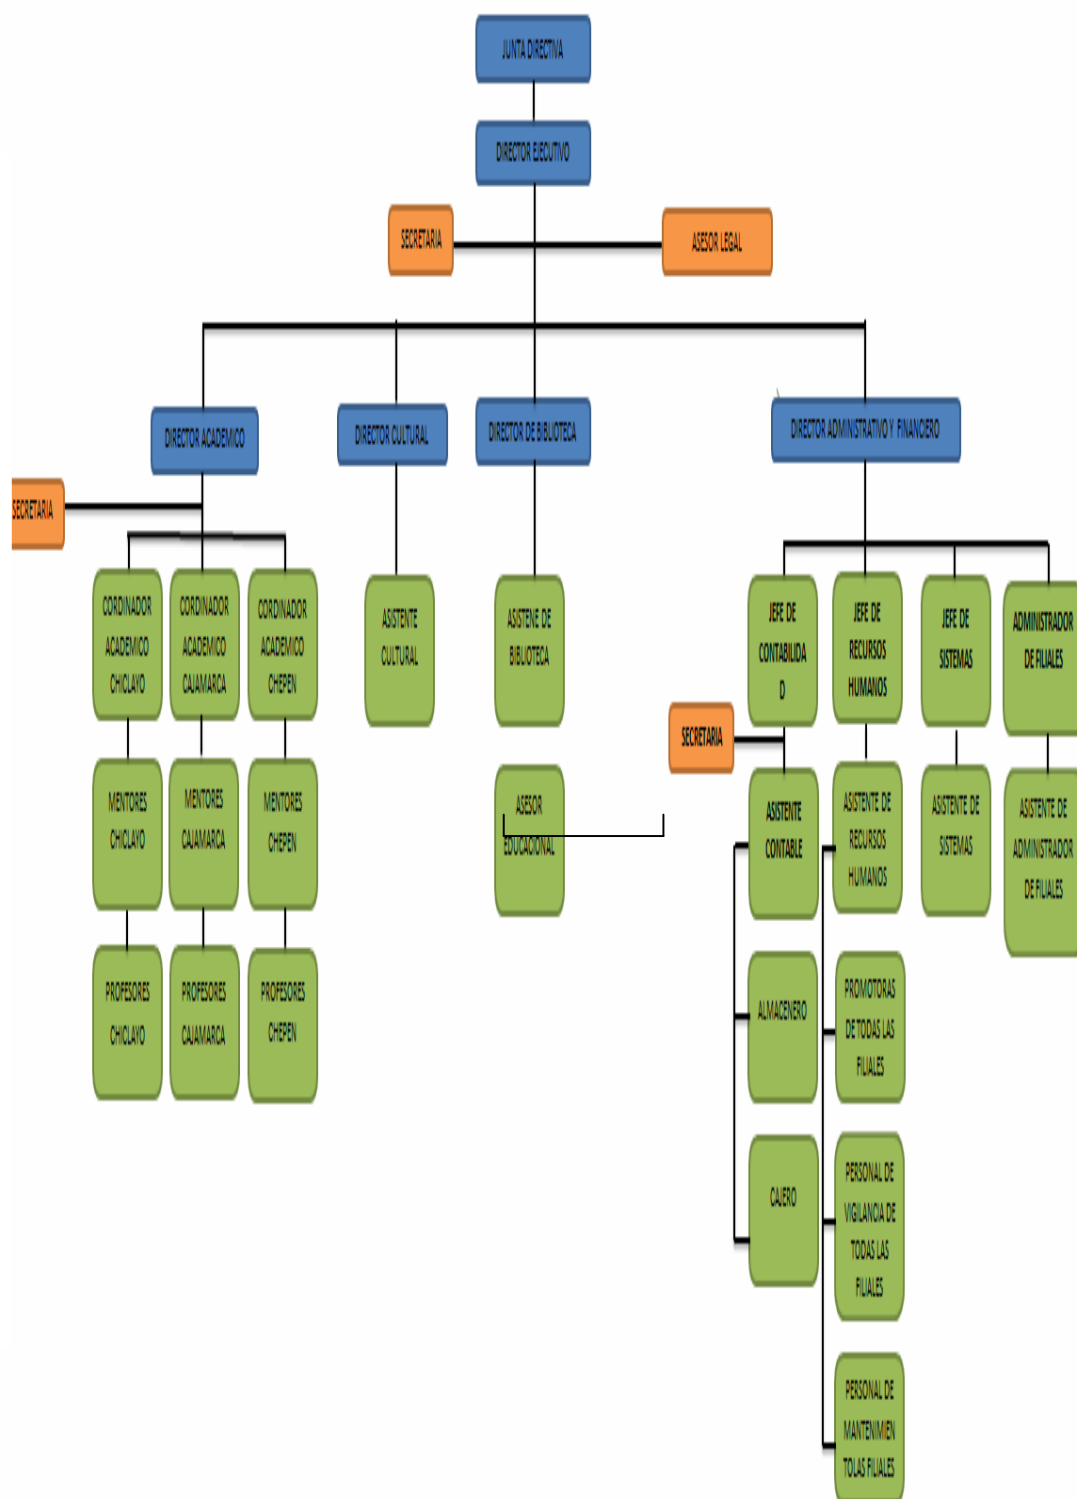 JUNTA DIRECTIVA
DIRECTOR EJECUTIVO
SECRETARIA
ASESOR LEGAL
DIRECTOR ACADEMICO
DIRECTOR CULTURAL
DIRECTOR DE BIBLIOTECA
DIRECTOR ADMINISTRATIVO Y FINANCIERO
SECRETARIA
CORDINADOR
ACADEMICO
CHICLAYO
CORDINADOR
ACADEMICO
CAJAMARCA
CORDINADOR
ACADEMICO
CHEPEN
ASISTENTE
CULTURAL
ASISTENE DE
BIBLIOTECA
JEFE DE
CONTABILIDA
D
JEFE DE
RECURSOS
HUMANOS
JEFE DE
SISTEMAS
ADMINISTRADOR
DE FILIALES
SECRETARIA
MENTORES
CHICLAYO
MENTORES
CAJAMARCA
MENTORES
CHEPEN
ASESOR
EDUCACIONAL
ASISTENTE
CONTABLE
ASISTENTE DE
RECURSOS
HUMANOS
ASISTENTE DE
SISTEMAS
ASISTENTE DE
ADMINISTRADOR
DE FILIALES
PROFESORES
CHICLAYO
PROFESORES
CAJAMARCA
PROFESORES
CHEPEN
ALMACENERO
PROMOTORAS
DE TODAS LAS
FILIALES
CAJERO
PERSONAL DE
VIGILANCIA DE
TODAS LAS
FILIALES
PERSONAL DE
MANTENIMIEN
TOLAS FILIALES